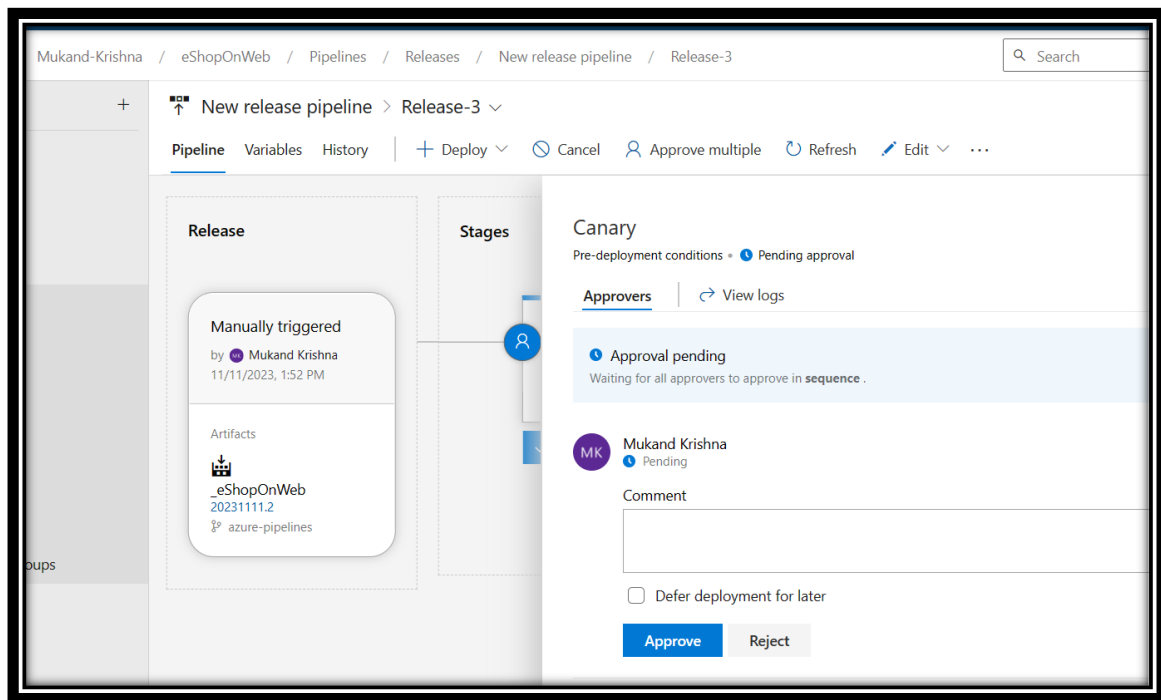 Mukand-Krishna / eShopOnWeb / Pipelines / Releases / New release pipeline / Release-3
Search
New release pipeline > Release-3
Pipeline Variables History Deploy Cancel Approve multiple Refresh Edit ...
Release
Stages
Manually triggered
by MK Mukand Krishna
11/11/2023, 1:52 PM
Artifacts
_eShopOnWeb
20231111.2
azure-pipelines
oups
Canary
Pre-deployment conditions • Pending approval
Approvers View logs
Approval pending
Waiting for all approvers to approve in sequence .
MK
Mukand Krishna
Pending
Comment
Defer deployment for later
Approve Reject